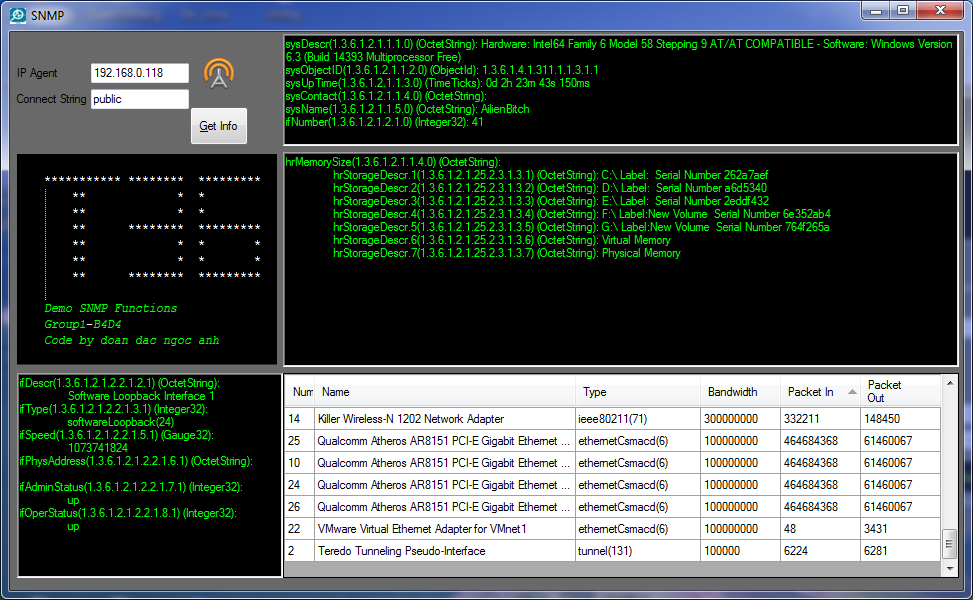 SNMP
IP Agent 192.168.0.118
Connect String public
Get Info
sysDescr(1.3.6.1.2.1.1.1.0) (OctetString): Hardware: Intel64 Family 6 Model 58 Stepping 9 AT/AT COMPATIBLE - Software: Windows Version
6.3 (Build 14393 Multiprocessor Free)
sysObjectID(1.3.6.1.2.1.1.2.0) (ObjectId): 1.3.6.1.4.1.311.1.1.3.1.1
sysUpTime(1.3.6.1.2.1.1.3.0) (TimeTicks): 0d 2h 23m 43s 150ms
sysContact(1.3.6.1.2.1.1.4.0) (OctetString):
sysName(1.3.6.1.2.1.1.5.0) (OctetString): AilienBitch
ifNumber(1.3.6.1.2.1.2.1.0) (Integer32): 41
*********** ******** *********
** * *
** * *
** ******** *********
** * * *
** * * *
** ******** *********
Demo SNMP Functions
Group1-B4D4
Code by doan dac ngoc anh
hrMemorySize(1.3.6.1.2.1.1.4.0) (OctetString):
hrStorageDescr.1(1.3.6.1.2.1.25.2.3.1.3.1) (OctetString): C:\ Label: Serial Number 262a7aef
hrStorageDescr.2(1.3.6.1.2.1.25.2.3.1.3.2) (OctetString): D:\ Label: Serial Number a6d5340
hrStorageDescr.3(1.3.6.1.2.1.25.2.3.1.3.3) (OctetString): E:\ Label: Serial Number 2eddf432
hrStorageDescr.4(1.3.6.1.2.1.25.2.3.1.3.4) (OctetString): F:\ Label:New Volume Serial Number 6e352ab4
hrStorageDescr.5(1.3.6.1.2.1.25.2.3.1.3.5) (OctetString): G:\ Label:New Volume Serial Number 764f265a
hrStorageDescr.6(1.3.6.1.2.1.25.2.3.1.3.6) (OctetString): Virtual Memory
hrStorageDescr.7(1.3.6.1.2.1.25.2.3.1.3.7) (OctetString): Physical Memory
ifDescr(1.3.6.1.2.1.2.2.1.2.1) (OctetString):
Software Loopback Interface 1
ifType(1.3.6.1.2.1.2.2.1.3.1) (Integer32):
softwareLoopback(24)
ifSpeed(1.3.6.1.2.1.2.2.1.5.1) (Gauge32):
1073741824
ifPhysAddress(1.3.6.1.2.1.2.2.1.6.1) (OctetString):
ifAdminStatus(1.3.6.1.2.1.2.2.1.7.1) (Integer32):
up
ifOperStatus(1.3.6.1.2.1.2.2.1.8.1) (Integer32):
up
Num Name Type Bandwidth Packet In Packet Out
14 Killer Wireless-N 1202 Network Adapter ieee80211(71) 300000000 332211 148450
25 Qualcomm Atheros AR8151 PCI-E Gigabit Ethernet ... ethernetCsmacd(6) 100000000 464684368 61460067
10 Qualcomm Atheros AR8151 PCI-E Gigabit Ethernet ... ethernetCsmacd(6) 100000000 464684368 61460067
24 Qualcomm Atheros AR8151 PCI-E Gigabit Ethernet ... ethernetCsmacd(6) 100000000 464684368 61460067
26 Qualcomm Atheros AR8151 PCI-E Gigabit Ethernet ... ethernetCsmacd(6) 100000000 464684368 61460067
22 VMware Virtual Ethernet Adapter for VMnet1 ethernetCsmacd(6) 100000000 48 3431
2 Teredo Tunneling Pseudo-Interface tunnel(131) 100000 6224 6281